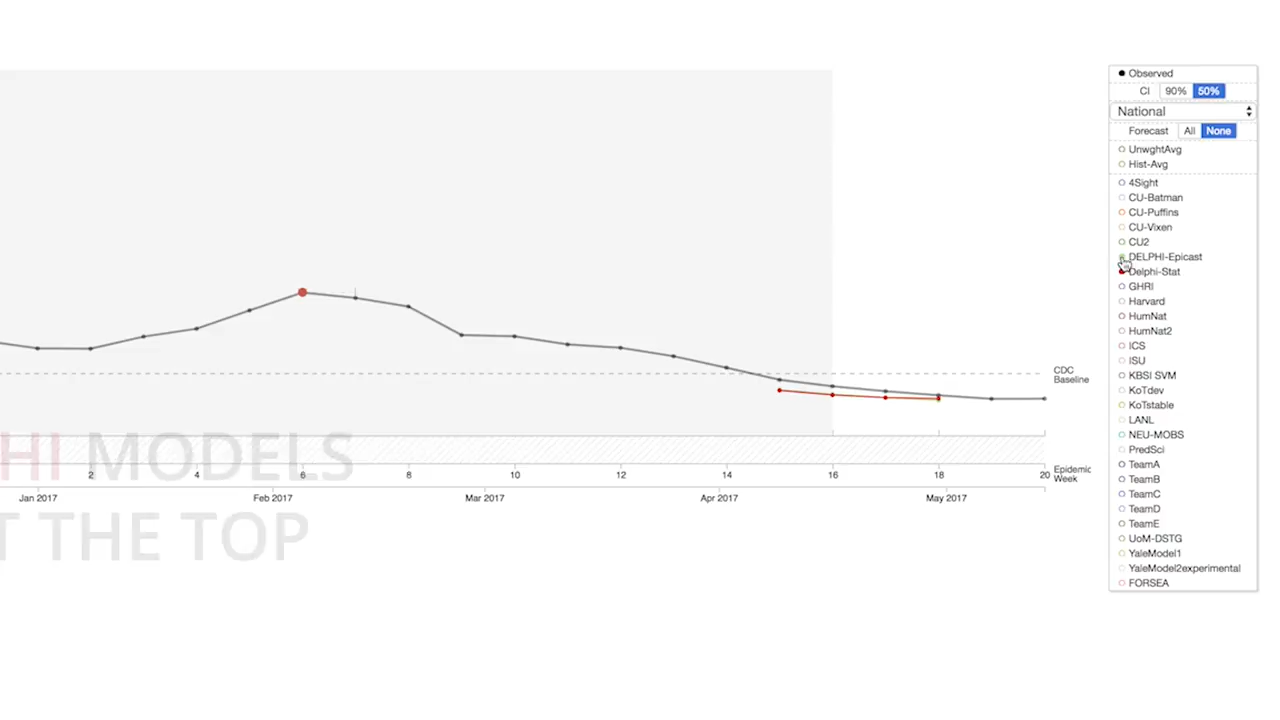 Observed
CI 90% 50%
National
Forecast All None
UnwghtAvg
Hist-Avg
4Sight
CU-Batman
CU-Puffins
CU-Vixen
CU2
DELPHI-Epicast
Delphi-Stat
GHRI
Harvard
HumNat
HumNat2
ICS
ISU
KBSI SVM
KoTdev
KoTstable
LANL
NEU-MOBS
PredSci
TeamA
TeamB
TeamC
TeamD
TeamE
UoM-DSTG
YaleModel1
YaleModel2experimental
FORSEA
CDC
Baseline
HI MODELS
T THE TOP
2 4 6 8 10 12 14 16 18 20
Epidemic
Week
Jan 2017 Feb 2017 Mar 2017 Apr 2017 May 2017